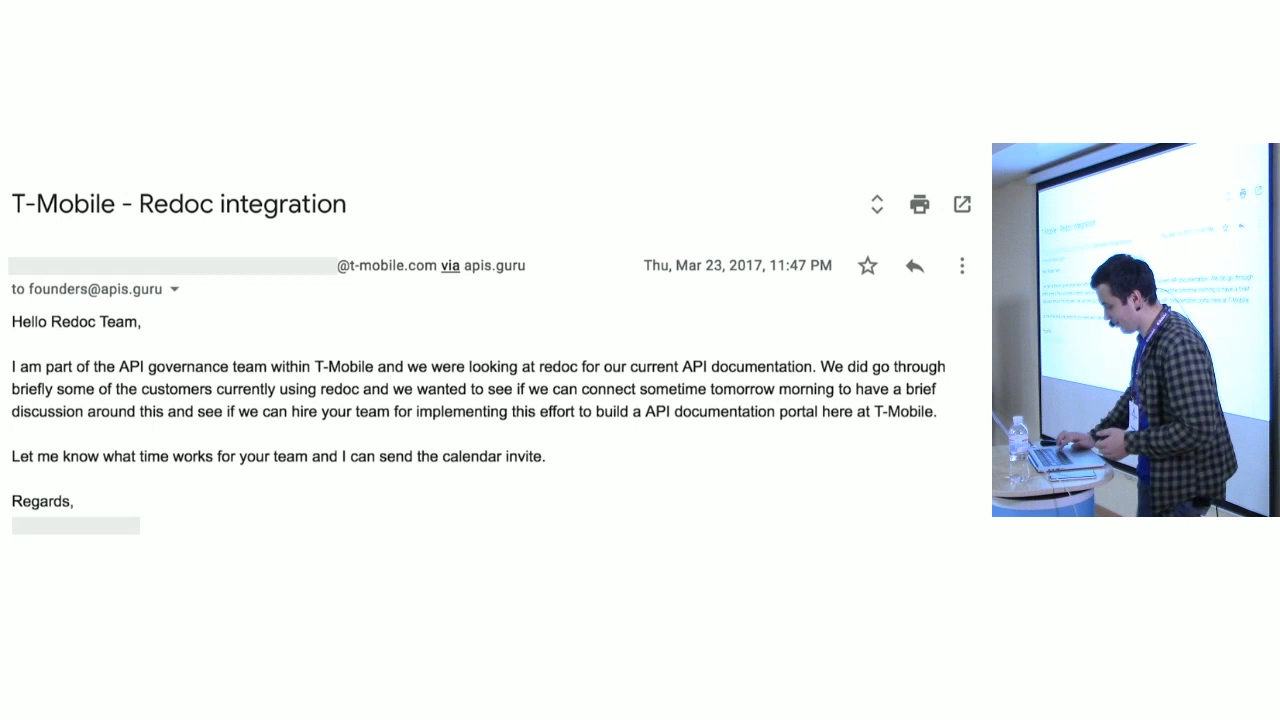 T-Mobile - Redoc integration
@t-mobile.com via apis.guru
Thu, Mar 23, 2017, 11:47 PM
to founders@apis.guru
Hello Redoc Team,
I am part of the API governance team within T-Mobile and we were looking at redoc for our current API documentation. We did go through
briefly some of the customers currently using redoc and we wanted to see if we can connect sometime tomorrow morning to have a brief
discussion around this and see if we can hire your team for implementing this effort to build a API documentation portal here at T-Mobile.
Let me know what time works for your team and I can send the calendar invite.
Regards,